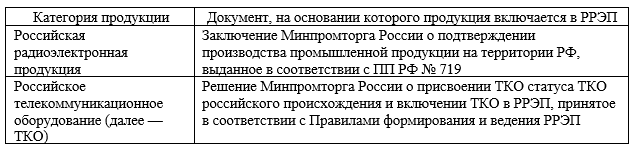 Категория продукции
Документ, на основании которого продукция включается в РРЭП
Российская
радиоэлектронная
продукция
Заключение Минпромторга России о подтверждении
производства промышленной продукции на территории РФ,
выданное в соответствии с ПП РФ № 719
Российское
телекоммуникационное
оборудование (далее —
ТКО)
Решение Минпромторга России о присвоении ТКО статуса ТКО
российского происхождения и включении ТКО в РРЭП, принятое
в соответствии с Правилами формирования и ведения РРЭП